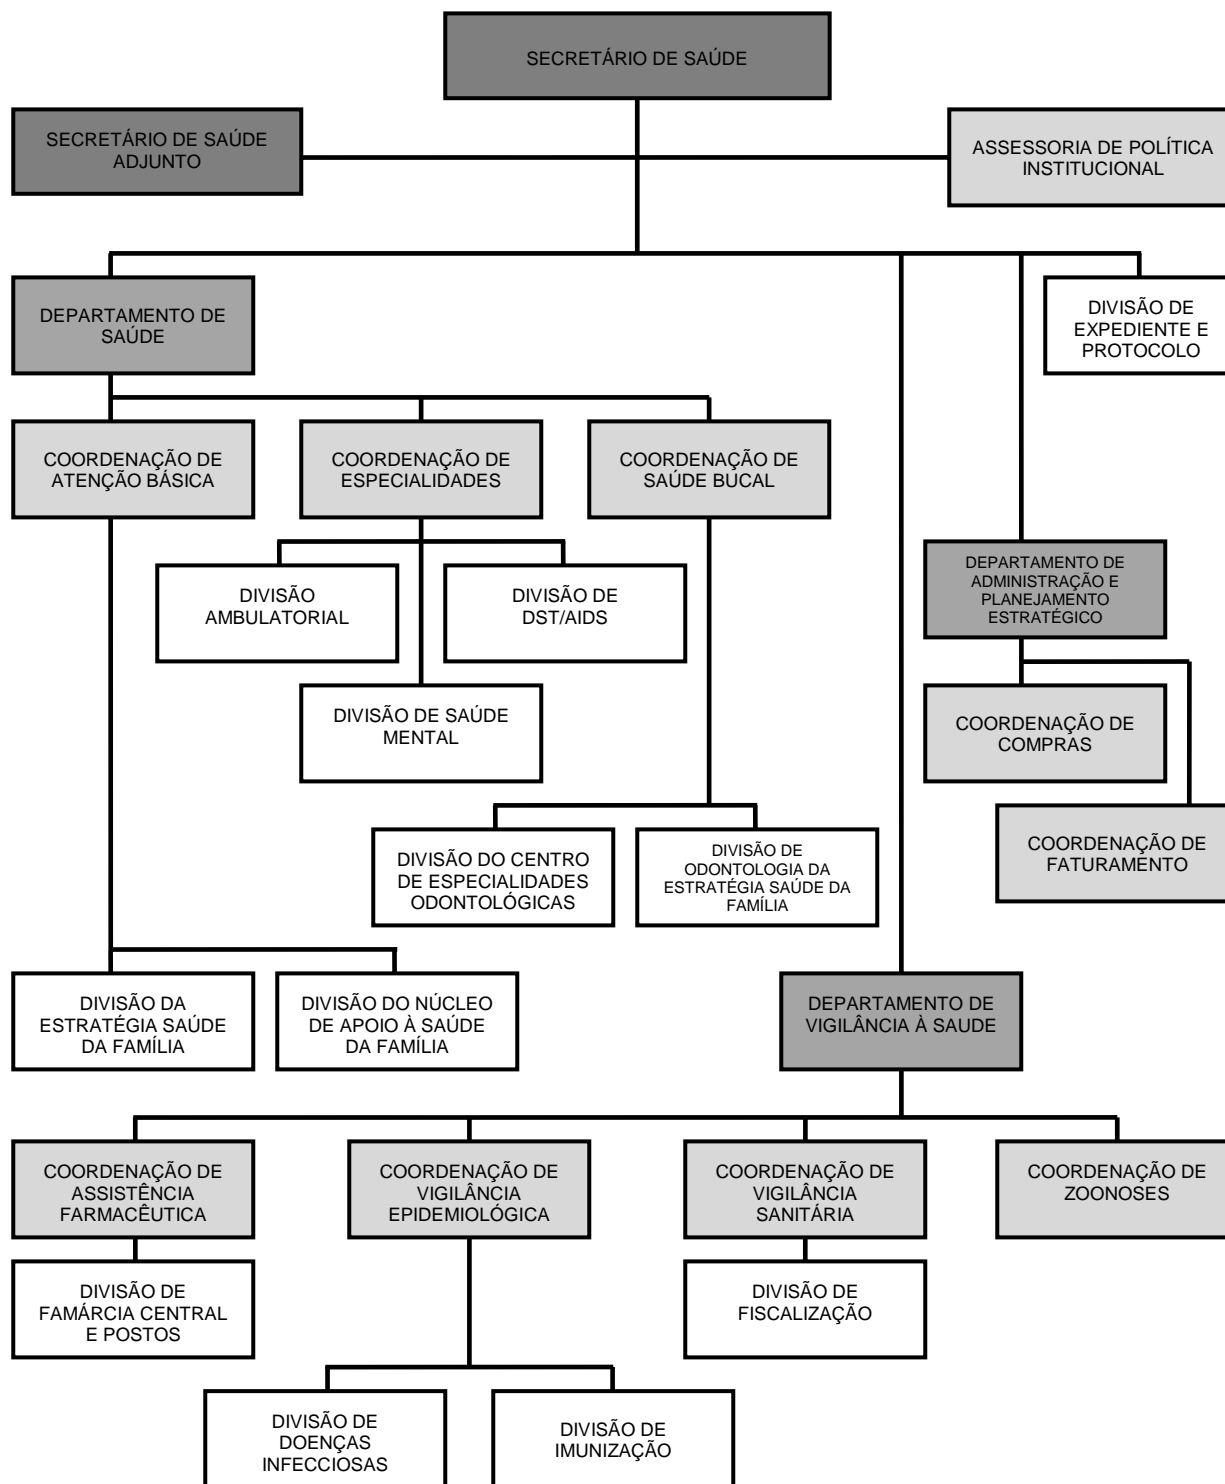 SECRETÁRIO DE SAÚDE
SECRETÁRIO DE SAÚDE
ADJUNTO
ASSESSORIA DE POLÍTICA
INSTITUCIONAL
DEPARTAMENTO DE
SAÚDE
DIVISÃO DE
EXPEDIENTE E
PROTOCOLO
COORDENAÇÃO DE
ATENÇÃO BÁSICA
COORDENAÇÃO DE
ESPECIALIDADES
COORDENAÇÃO DE
SAÚDE BUCAL
DIVISÃO
AMBULATORIAL
DIVISÃO DE
DST/AIDS
DEPARTAMENTO DE
ADMINISTRAÇÃO E
PLANEJAMENTO
ESTRATÉGICO
DIVISÃO DE SAÚDE
MENTAL
COORDENAÇÃO DE
COMPRAS
DIVISÃO DO CENTRO
DE ESPECIALIDADES
ODONTOLÓGICAS
DIVISÃO DE
ODONTOLOGIA DA
ESTRATÉGIA SAÚDE DA
FAMÍLIA
COORDENAÇÃO DE
FATURAMENTO
DIVISÃO DA
ESTRATÉGIA SAÚDE
DA FAMÍLIA
DIVISÃO DO NÚCLEO
DE APOIO À SAÚDE
DA FAMÍLIA
DEPARTAMENTO DE
VIGILÂNCIA À SAUDE
COORDENAÇÃO DE
ASSISTÊNCIA
FARMACÊUTICA
COORDENAÇÃO DE
VIGILÂNCIA
EPIDEMIOLÓGICA
COORDENAÇÃO DE
VIGILÂNCIA
SANITÁRIA
COORDENAÇÃO DE
ZOONOSES
DIVISÃO DE
FAMÁRCIA CENTRAL
E POSTOS
DIVISÃO DE
FISCALIZAÇÃO
DIVISÃO DE
DOENÇAS
INFECCIOSAS
DIVISÃO DE
IMUNIZAÇÃO